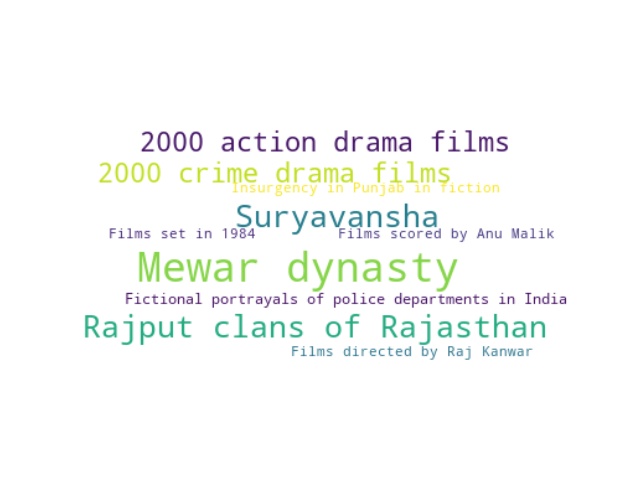 2000 action drama films
2000 crime drama films
Insurgency in Punjab in fiction
Suryavansha
Films set in 1984
Films scored by Anu Malik
Mewar dynasty
Fictional portrayals of police departments in India
Rajput clans of Rajasthan
Films directed by Raj Kanwar